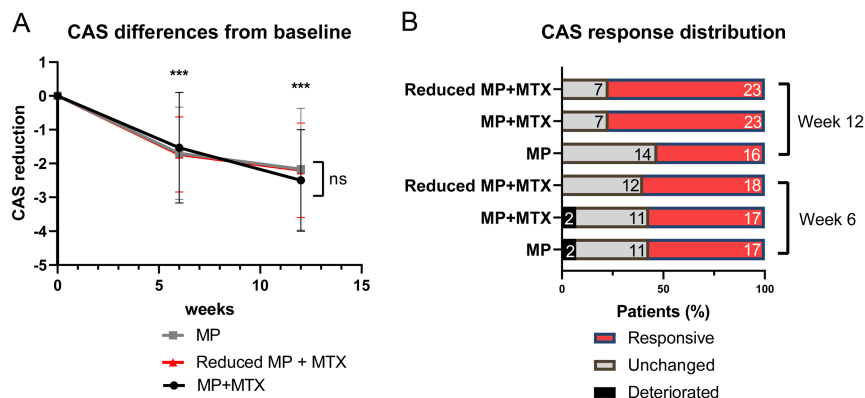 A
CAS differences from baseline
CAS reduction
1
0
-1
-2
-3
-4
-5
***
***
ns
0
5
10
15
weeks
MP
Reduced MP + MTX
MP+MTX
B
CAS response distribution
Reduced MP+MTX
7
23
MP+MTX
7
23
MP
14
16
Week 12
Reduced MP+MTX
12
18
MP+MTX
2
11
17
MP
2
11
17
Week 6
0
50
100
Patients (%)
Responsive
Unchanged
Deteriorated